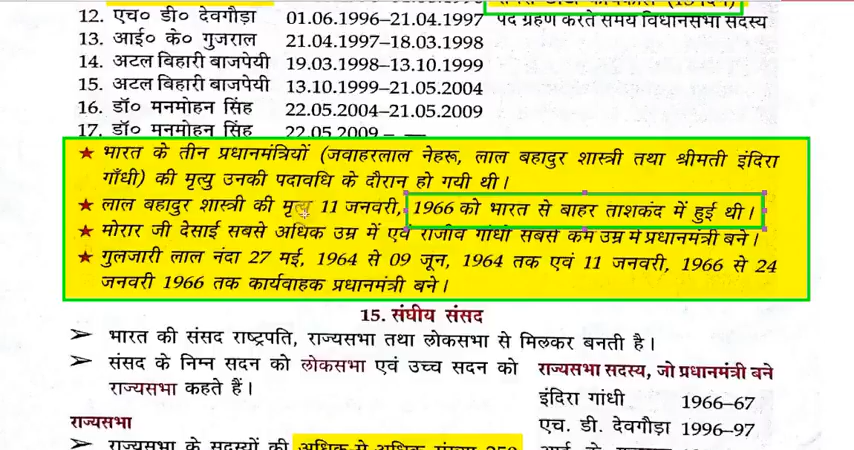 12. एच० डी० देवगौड़ा 01.06.1996–21.04.1997
पद ग्रहण करते समय विधानसभा सदस्य
13. आई० के० गुजराल 21.04.1997–18.03.1998
14. अटल बिहारी बाजपेयी 19.03.1998–13.10.1999
15. अटल बिहारी बाजपेयी 13.10.1999–21.05.2004
16. डॉ० मनमोहन सिंह 22.05.2004–21.05.2009
17. डॉ० मनमोहन सिंह 22.05.2009 – —
★ भारत के तीन प्रधानमंत्रियों (जवाहरलाल नेहरू, लाल बहादुर शास्त्री तथा श्रीमती इंदिरा
गाँधी) की मृत्यु उनकी पदावधि के दौरान हो गयी थी।
★ लाल बहादुर शास्त्री की मृत्यु 11 जनवरी, 1966 को भारत से बाहर ताशकंद में हुई थी।
★ मोरार जी देसाई सबसे अधिक उम्र में एवं राजीव गांधी सबसे कम उम्र में प्रधानमंत्री बने।
★ गुलजारी लाल नंदा 27 मई, 1964 से 09 जून, 1964 तक एवं 11 जनवरी, 1966 से 24
जनवरी 1966 तक कार्यवाहक प्रधानमंत्री बने।
15. संघीय संसद
➢ भारत की संसद राष्ट्रपति, राज्यसभा तथा लोकसभा से मिलकर बनती है।
➢ संसद के निम्न सदन को लोकसभा एवं उच्च सदन को
राज्यसभा कहते हैं।
राज्यसभा
➢ राज्यसभा के सदस्यों की अधिक से अधिक संख्या 250
राज्यसभा सदस्य, जो प्रधानमंत्री बने
इंदिरा गांधी 1966–67
एच. डी. देवगौड़ा 1996–97